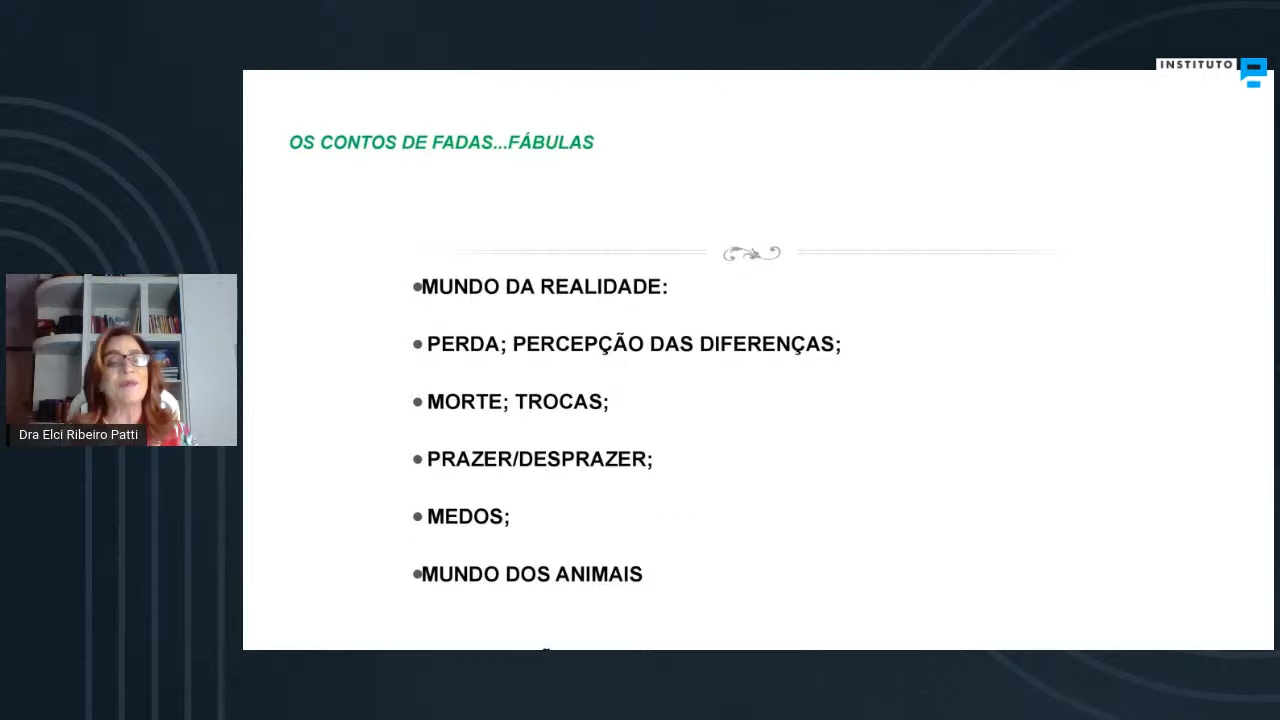 INSTITUTO
OS CONTOS DE FADAS...FÁBULAS
•MUNDO DA REALIDADE:
• PERDA; PERCEPÇÃO DAS DIFERENÇAS;
• MORTE; TROCAS;
• PRAZER/DESPRAZER;
• MEDOS;
•MUNDO DOS ANIMAIS
Dra Elci Ribeiro Patti